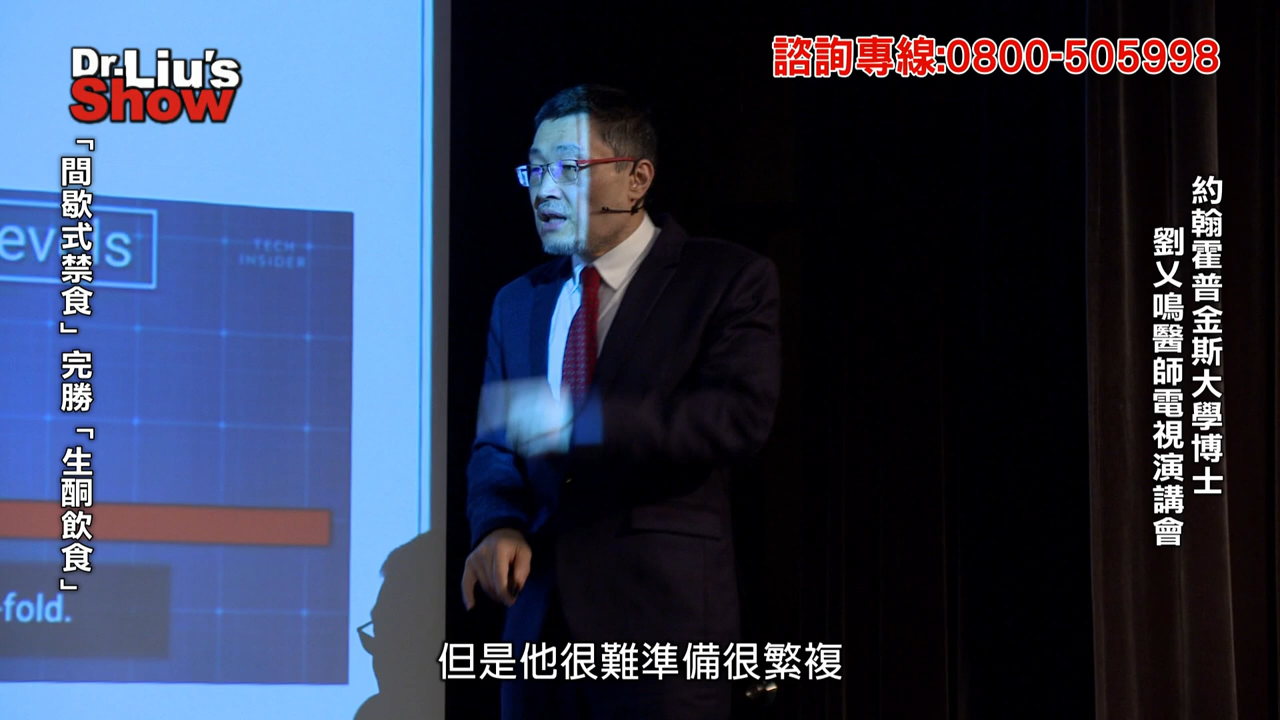 Dr.Liu's
Show
諮詢專線:0800-505998
「間歇式禁食」完勝「生酮飲食」
約翰霍普金斯大學博士
劉乂鳴醫師電視演講會
evels
TECH
INSIDER
-fold.
但是他很難準備很繁複